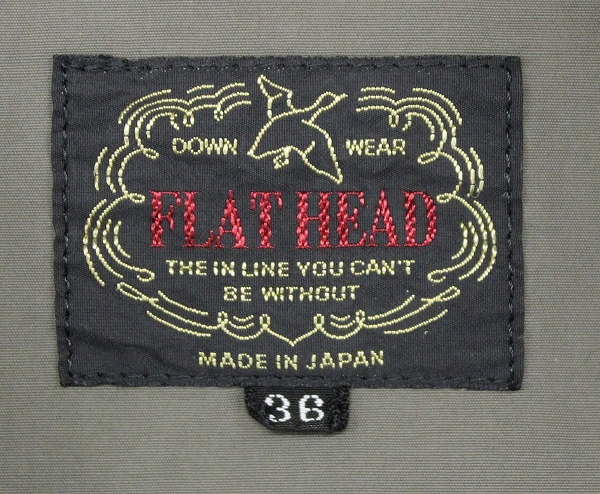 DOWN WEAR
FLAT HEAD
THE IN LINE YOU CAN'T
BE WITHOUT
MADE IN JAPAN
36